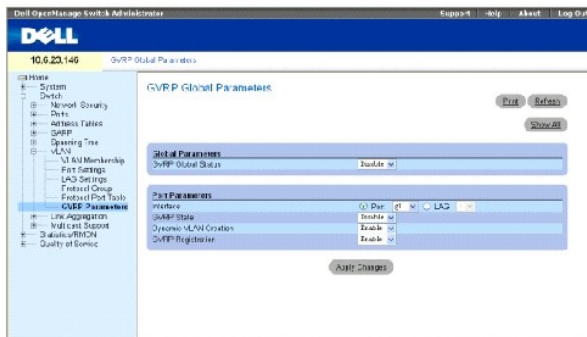 Dell OpenManage Switch Administrator
Support Help About Log Out
DELL
10.6.23.146
GVRP Global Parameters
Home
System
Switch
Network Security
Ports
Address Tables
GARP
Spanning Tree
VLAN
VLAN Membership
Port Settings
LAG Settings
Protocol Group
Protocol Port Table
GVRP Parameters
Link Aggregation
Multicast Support
Statistics/RMON
Quality of Service
GVRP Global Parameters
Print Refresh
Show All
Global Parameters
GVRP Global Status Disable
Port Parameters
Interface Port g1 LAG
GVRP State Disable
Dynamic VLAN Creation Enable
GVRP Registration Enable
Apply Changes